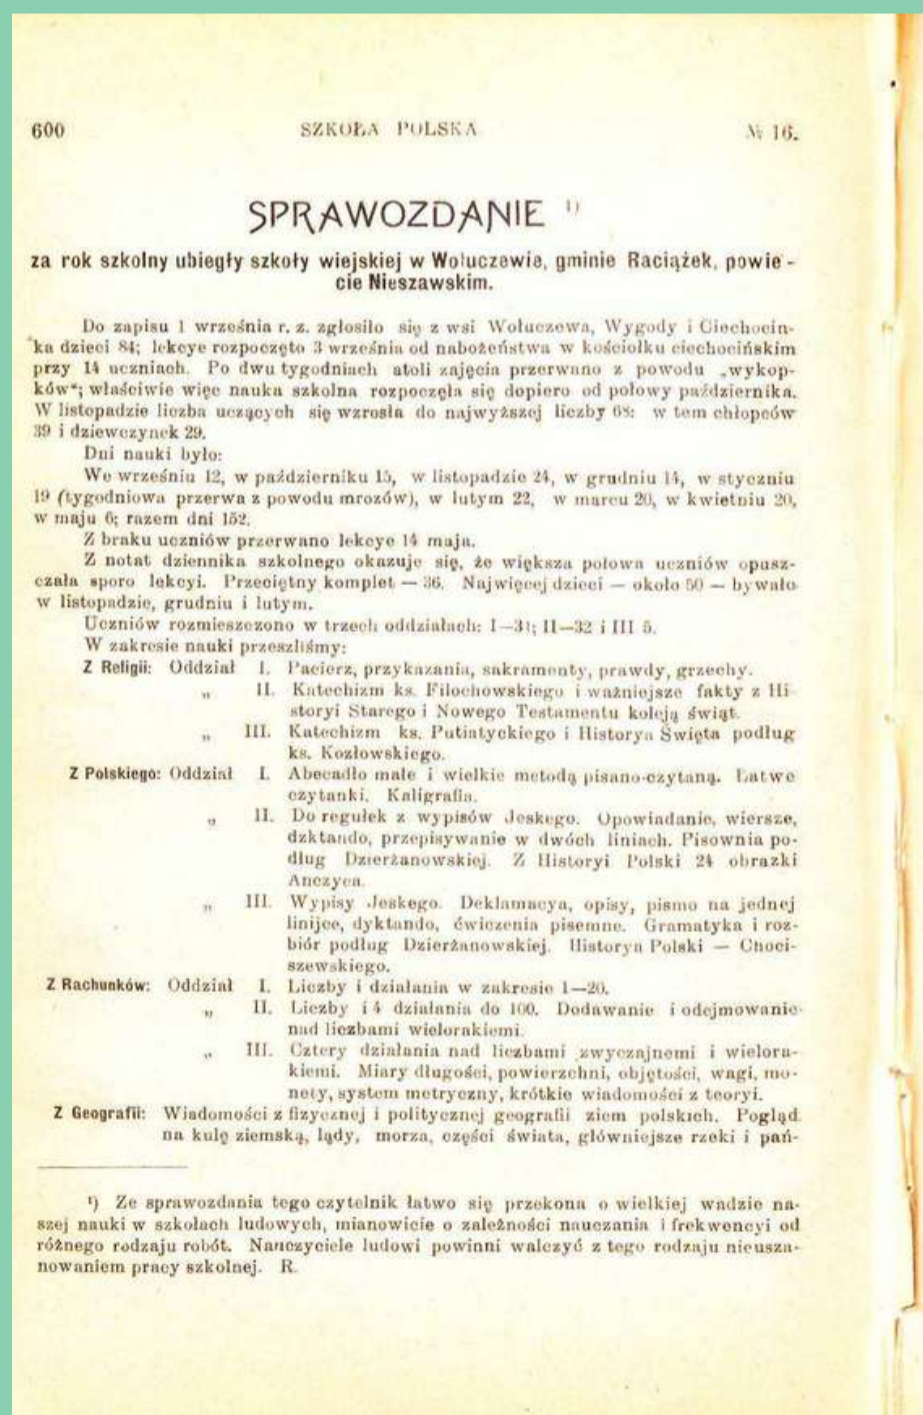 600 SZKOŁA POLSKA № 16.
SPRAWOZDANIE ¹)
za rok szkolny ubiegły szkoły wiejskiej w Wołuczewie, gminie Raciążek, powie-
cie Nieszawskim.
Do zapisu 1 września r. z. zgłosiło się z wsi Wołuczewa, Wygody i Ciechocin-
ka dzieci 84; lekcye rozpoczęto 3 września od nabożeństwa w kościołku ciechocińskim
przy 14 uczniach. Po dwu tygodniach atoli zajęcia przerwano z powodu „wykop-
ków“; właściwie więc nauka szkolna rozpoczęła się dopiero od połowy października.
W listopadzie liczba uczących się wzrosła do najwyższej liczby 68: w tem chłopców
39 i dziewczynek 29.
Dni nauki było:
We wrześniu 12, w październiku 15, w listopadzie 24, w grudniu 14, w styczniu
19 (tygodniowa przerwa z powodu mrozów), w lutym 22, w marcu 20, w kwietniu 20,
w maju 6; razem dni 152.
Z braku uczniów przerwano lekcye 14 maja.
Z notat dziennika szkolnego okazuje się, że większa połowa uczniów opusz-
czała sporo lekcyi. Przeciętny komplet — 36. Najwięcej dzieci — około 50 — bywało
w listopadzie, grudniu i lutym.
Uczniów rozmieszczono w trzech oddziałach: I—31; II—32 i III 5.
W zakresie nauki przeszliśmy:
Z Religii: Oddział I. Pacierz, przykazania, sakramenty, prawdy, grzechy.
„ II. Katechizm ks. Filochowskiego i ważniejsze fakty z Hi-
storyi Starego i Nowego Testamentu koleją świąt.
„ III. Katechizm ks. Putiatyckiego i Historya Święta podług
ks. Kozłowskiego.
Z Polskiego: Oddział I. Abecadło małe i wielkie metodą pisano-czytaną. Łatwe
czytanki. Kaligrafia.
„ II. Do regułek z wypisów Jeskego. Opowiadanie, wiersze,
dzktando, przepisywanie w dwóch liniach. Pisownia po-
dług Dzierżanowskiej. Z Historyi Polski 24 obrazki
Anczyca.
„ III. Wypisy Jeskego. Deklamacya, opisy, pismo na jednej
linijce, dyktando, ćwiczenia pisemne. Gramatyka i roz-
biór podług Dzierżanowskiej. Historya Polski — Choci-
szewskiego.
Z Rachunków: Oddział I. Liczby i działania w zakresie 1—20.
„ II. Liczby i 4 działania do 100. Dodawanie i odejmowanie
nad liczbami wielorakiemi.
„ III. Cztery działania nad liczbami zwyczajnemi i wielora-
kiemi. Miary długości, powierzchni, objętości, wagi, mo-
nety, system metryczny, krótkie wiadomości z teoryi.
Z Geografii: Wiadomości z fizycznej i politycznej geografii ziem polskich. Pogląd
na kulę ziemską, lądy, morza, części świata, główniejsze rzeki i pań-
¹) Ze sprawozdania tego czytelnik łatwo się przekona o wielkiej wadzie na-
szej nauki w szkołach ludowych, mianowicie o zależności nauczania i frekwencyi od
różnego rodzaju robót. Nanczyciele ludowi powinni walczyć z tego rodzaju nieusza-
nowaniem pracy szkolnej. R.